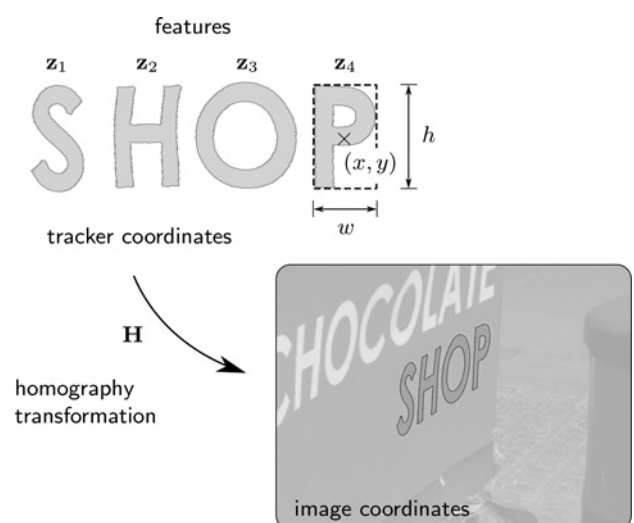 features
z₁ z₂ z₃ z₄
SHOP
h
(x, y)
w
tracker coordinates
H
homography
transformation
CHOCOLATE
SHOP
image coordinates